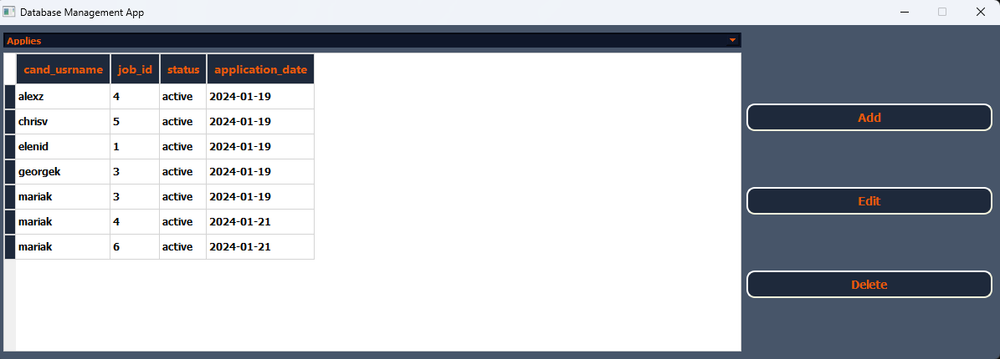 Database Management App
Applies
cand_usrname job_id status application_date
alexz 4 active 2024-01-19
chrisv 5 active 2024-01-19
elenid 1 active 2024-01-19
georgek 3 active 2024-01-19
mariak 3 active 2024-01-19
mariak 4 active 2024-01-21
mariak 6 active 2024-01-21
Add
Edit
Delete